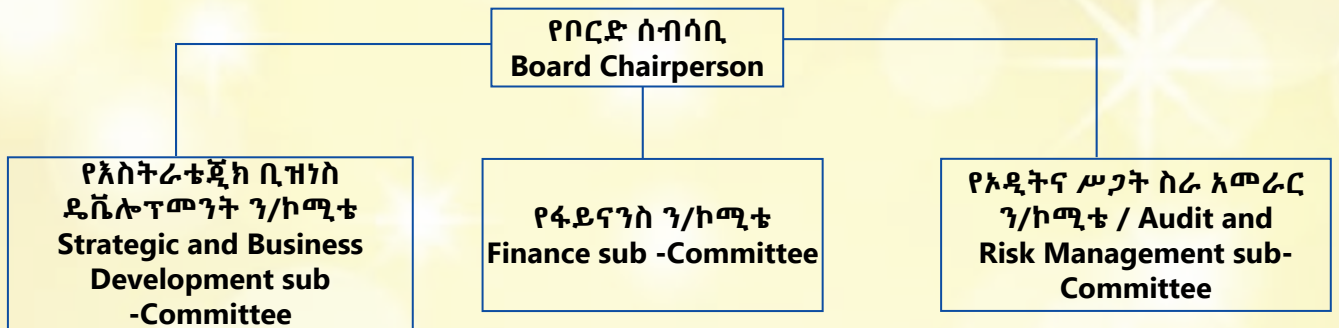 የቦርድ ሰብሳቢ
Board Chairperson
የእስትራቴጂክ ቢዝነስ
ዴቬሎፕመንት ን/ኮሚቴ
Strategic and Business
Development sub
-Committee
የፋይናንስ ን/ኮሚቴ
Finance sub -Committee
የኦዲትና ሥጋት ስራ አመራር
ን/ኮሚቴ / Audit and
Risk Management sub-
Committee